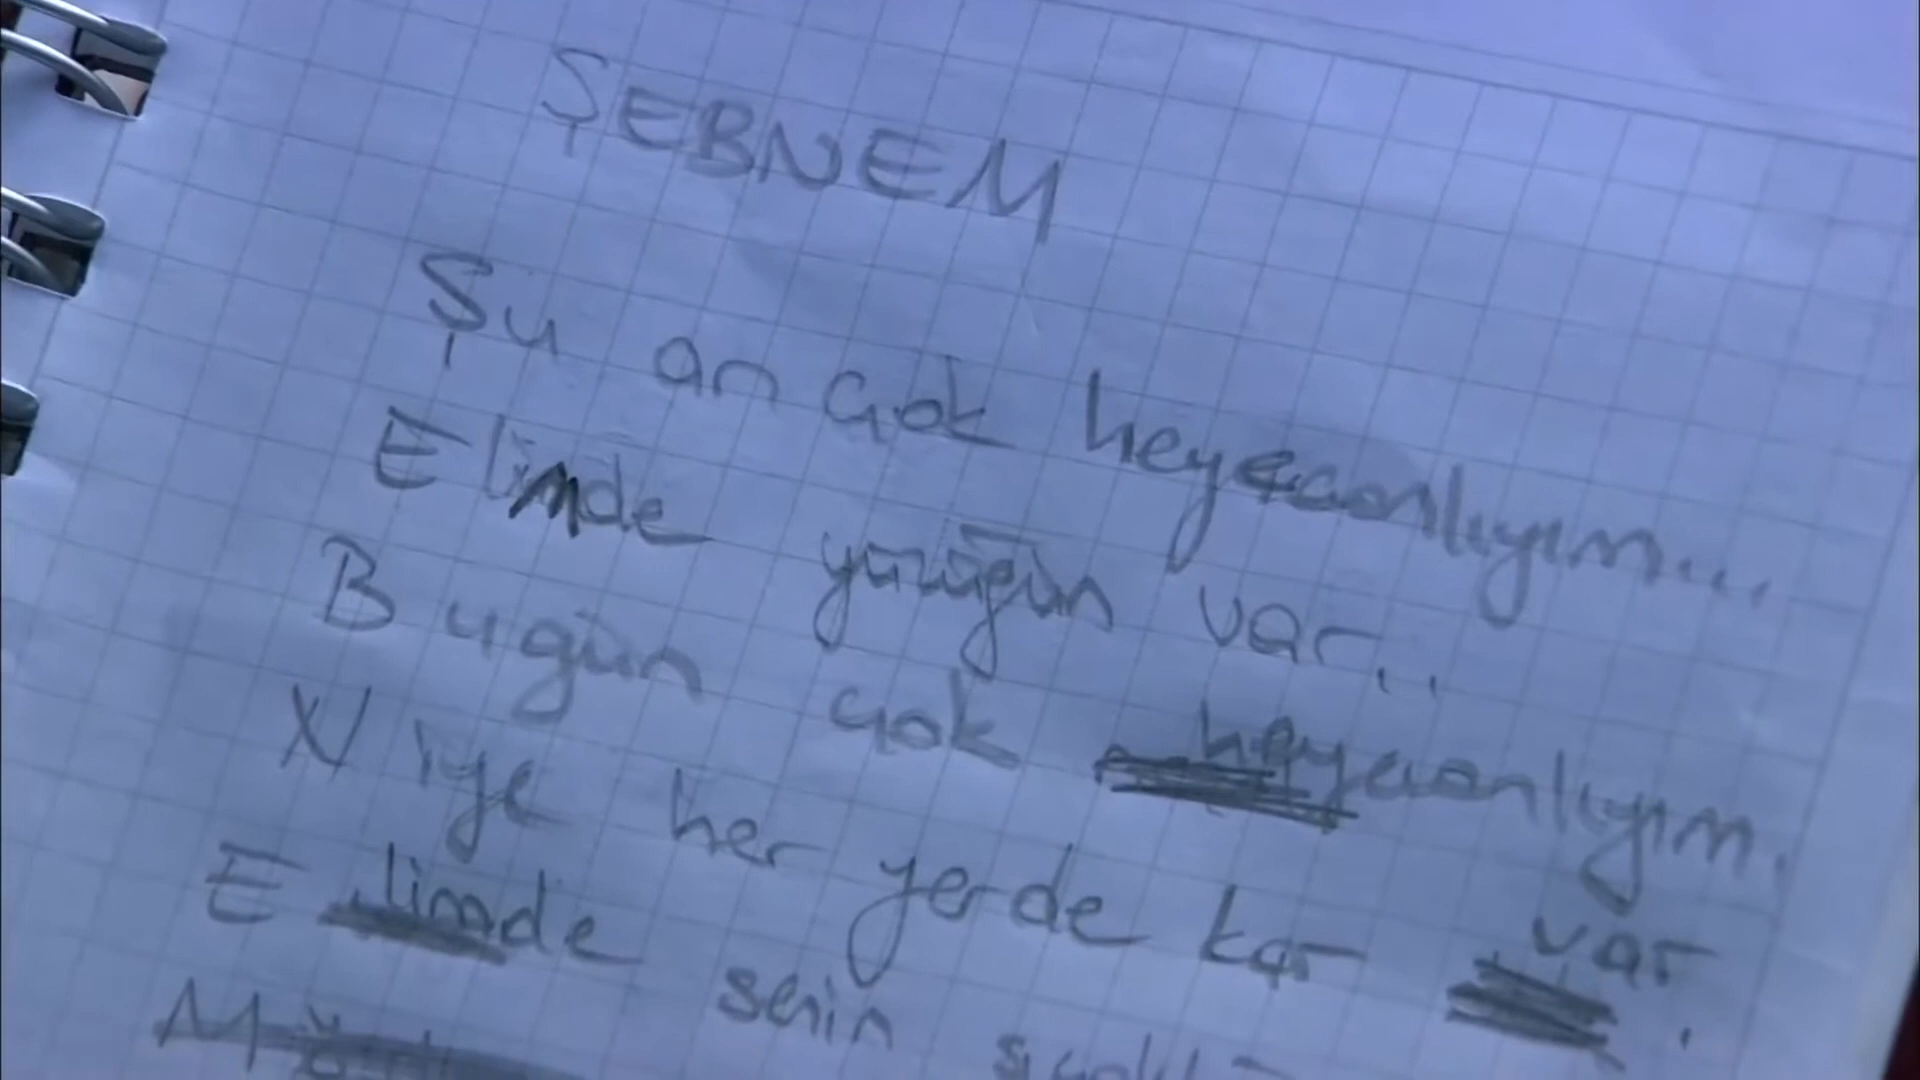 ŞEBNEM
Şu an çok heyecanlıyım...
Elimde yüzüğün var..
Bugün çok heyecanlıyım.
Niye her yerde kar var.
Elimde senin